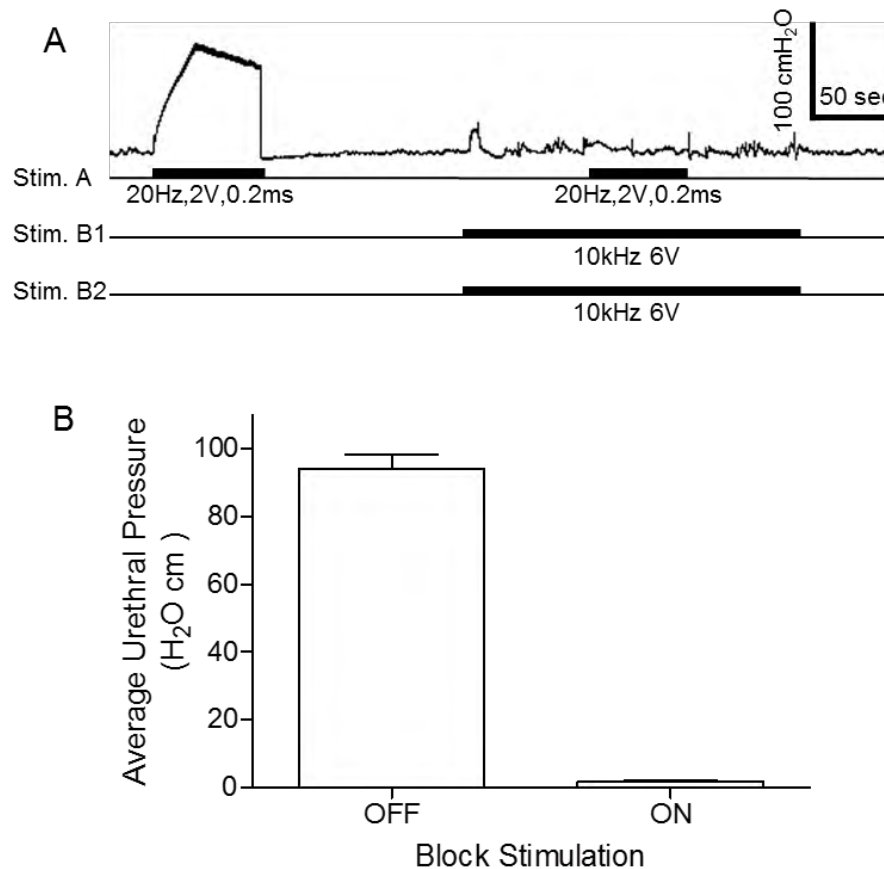 A
100 cmH₂O
50 sec
Stim. A
20Hz,2V,0.2ms
20Hz,2V,0.2ms
Stim. B1
10kHz 6V
Stim. B2
10kHz 6V
B
Average Urethral Pressure
(H₂O cm )
100
80
60
40
20
0
OFF
ON
Block Stimulation